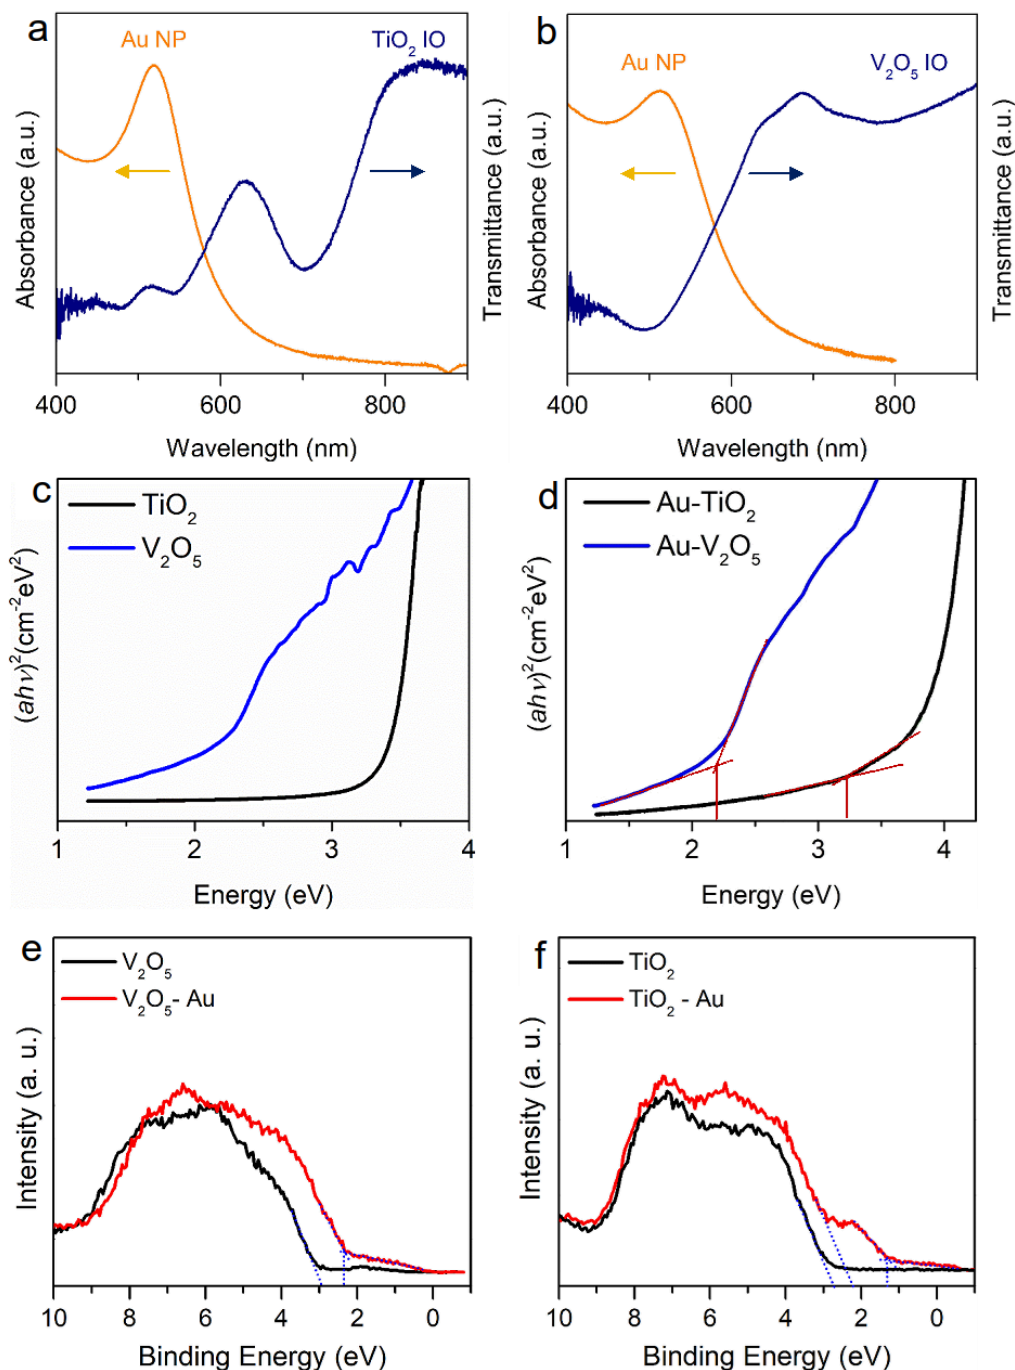 a
Au NP
TiO₂ IO
Absorbance (a.u.)
Transmittance (a.u.)
400
600
800
Wavelength (nm)
b
Au NP
V₂O₅ IO
Absorbance (a.u.)
Transmittance (a.u.)
400
600
800
Wavelength (nm)
c
TiO₂
V₂O₅
(ahν)²(cm⁻²eV²)
1
2
3
4
Energy (eV)
d
Au-TiO₂
Au-V₂O₅
(ahν)²(cm⁻²eV²)
1
2
3
4
Energy (eV)
e
V₂O₅
V₂O₅- Au
Intensity (a. u.)
10
8
6
4
2
0
Binding Energy (eV)
f
TiO₂
TiO₂ - Au
Intensity (a. u.)
10
8
6
4
2
0
Binding Energy (eV)